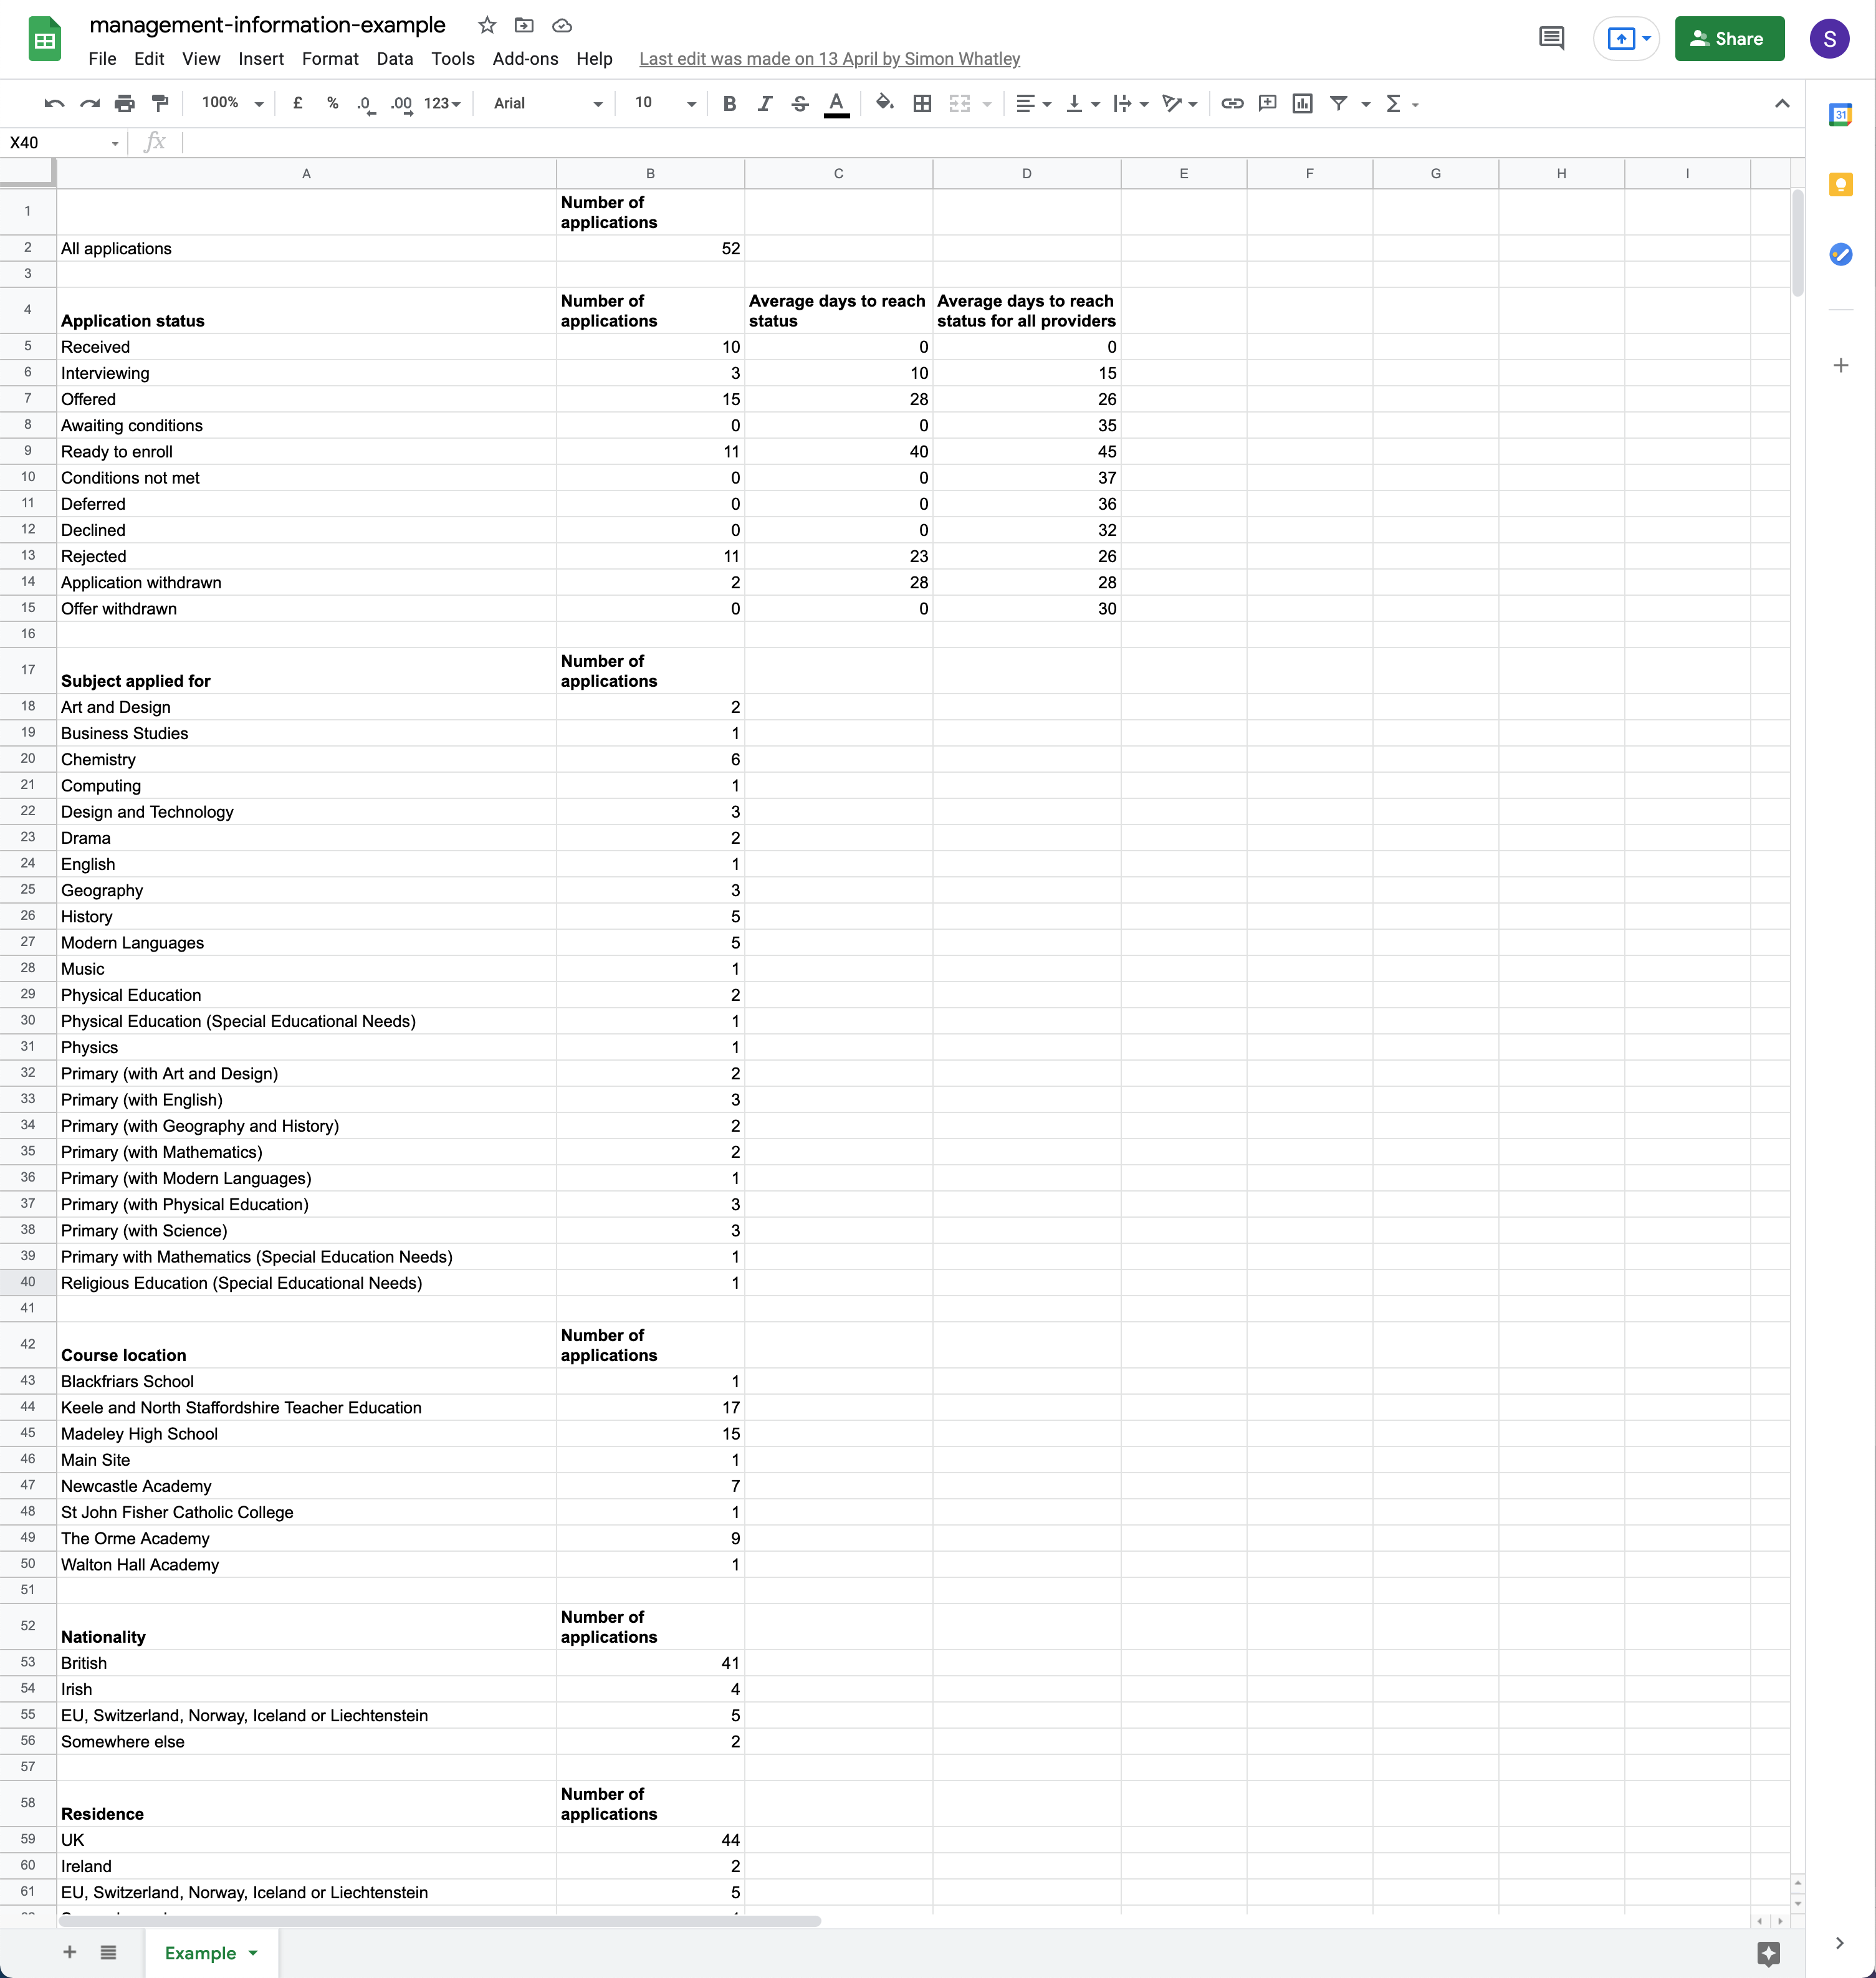 management-information-example
File Edit View Insert Format Data Tools Add-ons Help Last edit was made on 13 April by Simon Whatley
Share
S
100% £ % .0 .00 123 Arial 10 B I S A
31
X40 fx
A B C D E F G H I
1 Number of applications
2 All applications 52
3
4 Application status Number of applications Average days to reach status Average days to reach status for all providers
5 Received 10 0 0
6 Interviewing 3 10 15
7 Offered 15 28 26
8 Awaiting conditions 0 0 35
9 Ready to enroll 11 40 45
10 Conditions not met 0 0 37
11 Deferred 0 0 36
12 Declined 0 0 32
13 Rejected 11 23 26
14 Application withdrawn 2 28 28
15 Offer withdrawn 0 0 30
16
17 Subject applied for Number of applications
18 Art and Design 2
19 Business Studies 1
20 Chemistry 6
21 Computing 1
22 Design and Technology 3
23 Drama 2
24 English 1
25 Geography 3
26 History 5
27 Modern Languages 5
28 Music 1
29 Physical Education 2
30 Physical Education (Special Educational Needs) 1
31 Physics 1
32 Primary (with Art and Design) 2
33 Primary (with English) 3
34 Primary (with Geography and History) 2
35 Primary (with Mathematics) 2
36 Primary (with Modern Languages) 1
37 Primary (with Physical Education) 3
38 Primary (with Science) 3
39 Primary with Mathematics (Special Education Needs) 1
40 Religious Education (Special Educational Needs) 1
41
42 Course location Number of applications
43 Blackfriars School 1
44 Keele and North Staffordshire Teacher Education 17
45 Madeley High School 15
46 Main Site 1
47 Newcastle Academy 7
48 St John Fisher Catholic College 1
49 The Orme Academy 9
50 Walton Hall Academy 1
51
52 Nationality Number of applications
53 British 41
54 Irish 4
55 EU, Switzerland, Norway, Iceland or Liechtenstein 5
56 Somewhere else 2
57
58 Residence Number of applications
59 UK 44
60 Ireland 2
61 EU, Switzerland, Norway, Iceland or Liechtenstein 5
Example